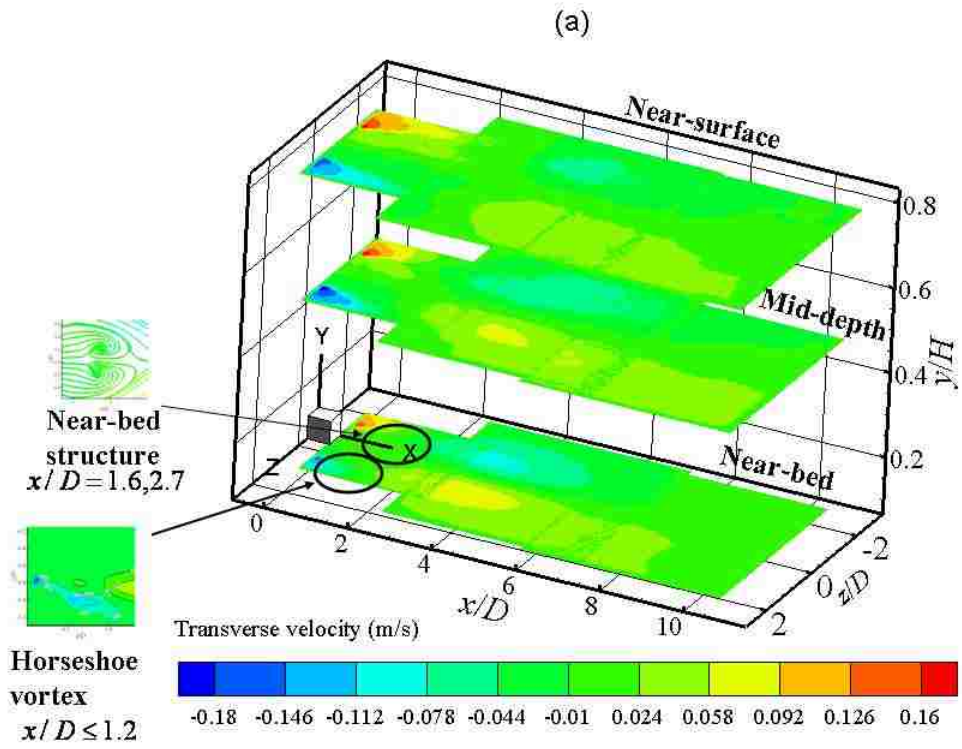 (a)
Near-surface
0.8
0.6
Mid-depth
y/H
0.4
Y
Near-bed
structure
x/D=1.6,2.7
X
Z
Near-bed
0.2
0
2
4
6
8
10
x/D
-2
0
2
z/D
Horseshoe
vortex
x/D≤1.2
Transverse velocity (m/s)
-0.18 -0.146 -0.112 -0.078 -0.044 -0.01 0.024 0.058 0.092 0.126 0.16